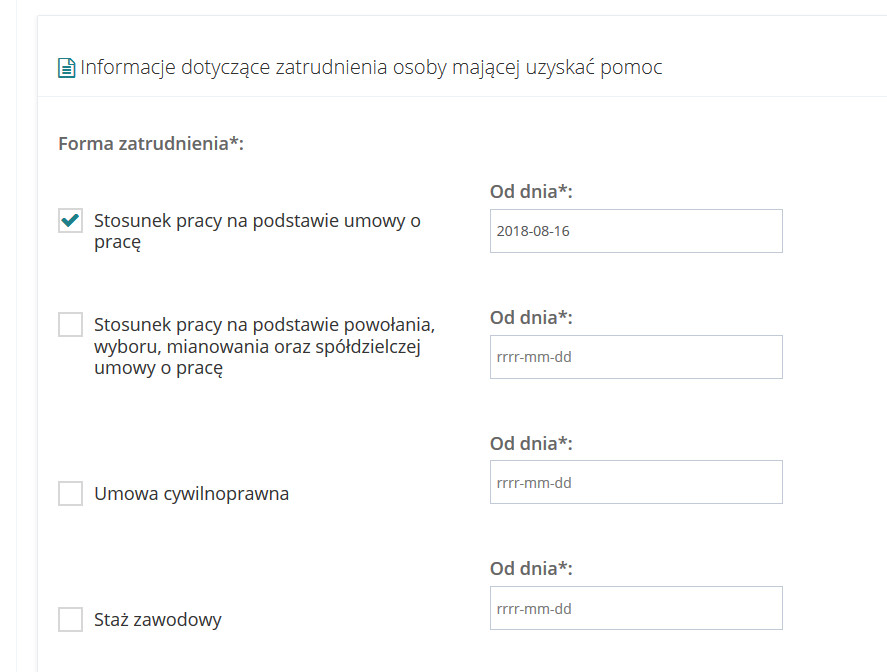 Informacje dotyczące zatrudnienia osoby mającej uzyskać pomoc
Forma zatrudnienia*:
Od dnia*:
Stosunek pracy na podstawie umowy o
pracę
2018-08-16
Od dnia*:
Stosunek pracy na podstawie powołania,
wyboru, mianowania oraz spółdzielczej
umowy o pracę
rrrr-mm-dd
Od dnia*:
Umowa cywilnoprawna
rrrr-mm-dd
Od dnia*:
Staż zawodowy
rrrr-mm-dd